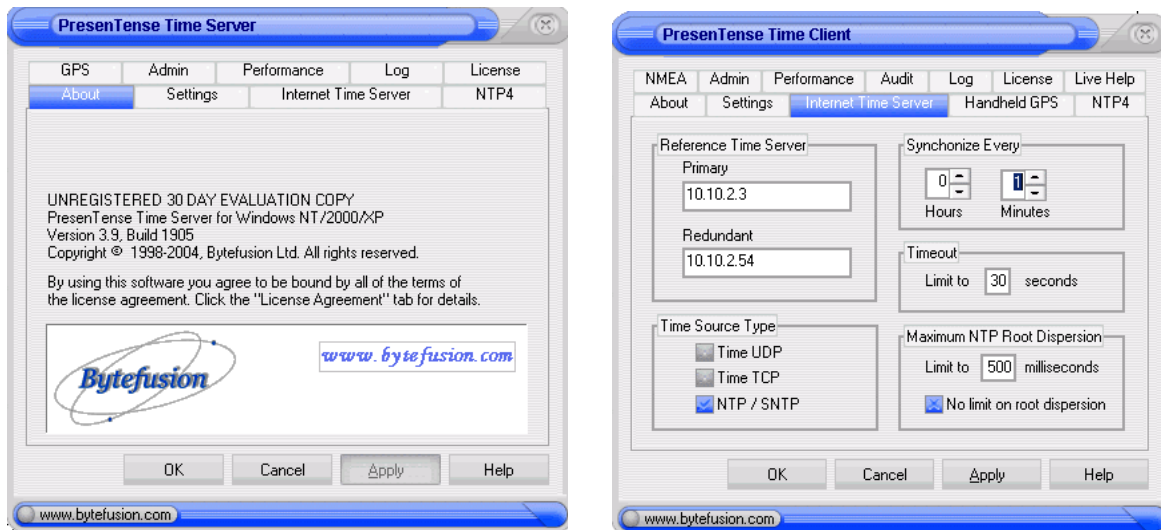 PresenTense Time Server
GPS Admin Performance Log License
About Settings Internet Time Server NTP4
UNREGISTERED 30 DAY EVALUATION COPY
PresenTense Time Server for Windows NT/2000/XP
Version 3.9, Build 1905
Copyright © 1998-2004, Bytefusion Ltd. All rights reserved.
By using this software you agree to be bound by all of the terms of
the license agreement. Click the "License Agreement" tab for details.
Bytefusion
www.bytefusion.com
OK Cancel Apply Help
www.bytefusion.com
PresenTense Time Client
NMEA Admin Performance Audit Log License Live Help
About Settings Internet Time Server Handheld GPS NTP4
Reference Time Server
Primary
10.10.2.3
Redundant
10.10.2.54
Time Source Type
Time UDP
Time TCP
NTP / SNTP
Synchonize Every
0 1
Hours Minutes
Timeout
Limit to 30 seconds
Maximum NTP Root Dispersion
Limit to 500 milliseconds
No limit on root dispersion
OK Cancel Apply Help
www.bytefusion.com